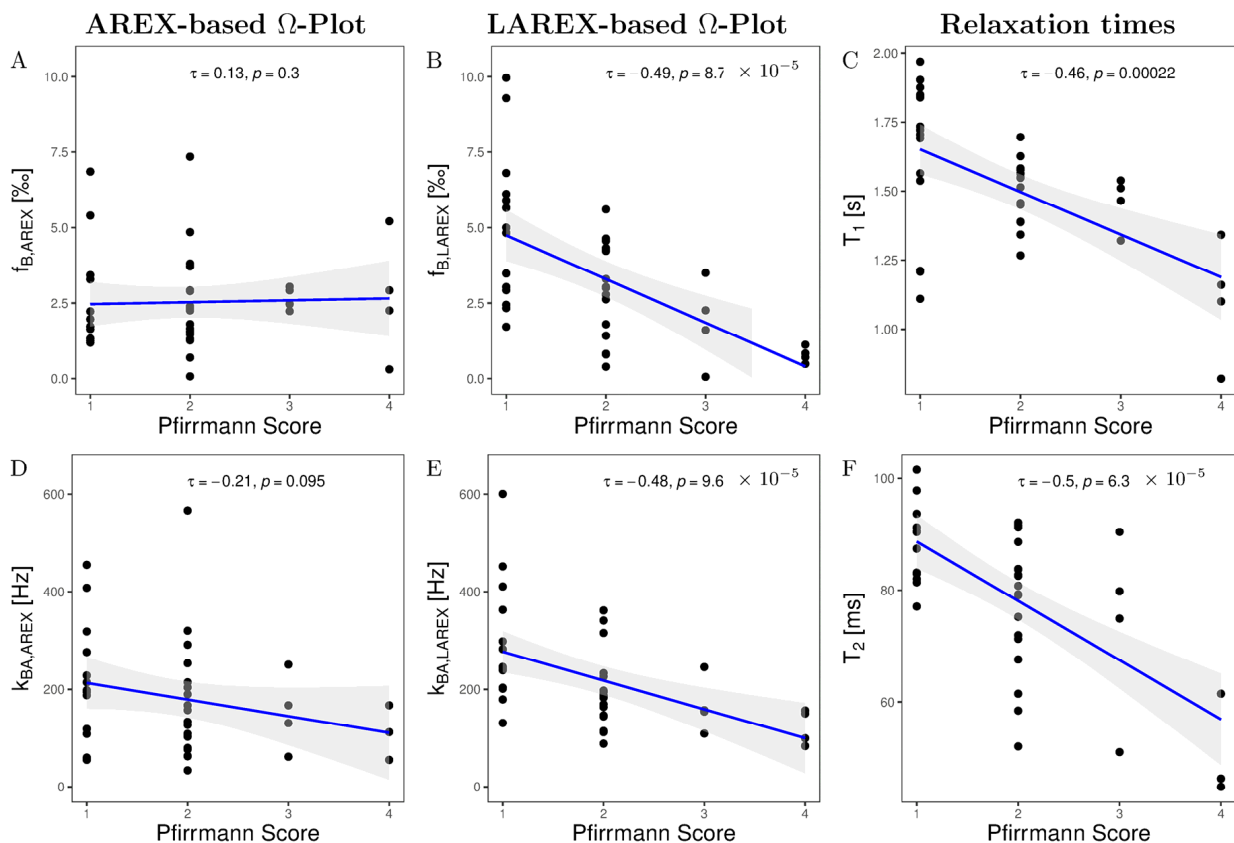 AREX-based Ω-Plot
LAREX-based Ω-Plot
Relaxation times
A
τ = 0.13, p = 0.3
10.0
7.5
5.0
2.5
0.0
f_B,AREX [‰]
1 2 3 4
Pfirrmann Score
B
τ = −0.49, p = 8.7 × 10⁻⁵
10.0
7.5
5.0
2.5
0.0
f_B,LAREX [‰]
1 2 3 4
Pfirrmann Score
C
τ = −0.46, p = 0.00022
2.00
1.75
1.50
1.25
1.00
T₁ [s]
1 2 3 4
Pfirrmann Score
D
τ = −0.21, p = 0.095
600
400
200
0
k_BA,AREX [Hz]
1 2 3 4
Pfirrmann Score
E
τ = −0.48, p = 9.6 × 10⁻⁵
600
400
200
0
k_BA,LAREX [Hz]
1 2 3 4
Pfirrmann Score
F
τ = −0.5, p = 6.3 × 10⁻⁵
100
80
60
T₂ [ms]
1 2 3 4
Pfirrmann Score